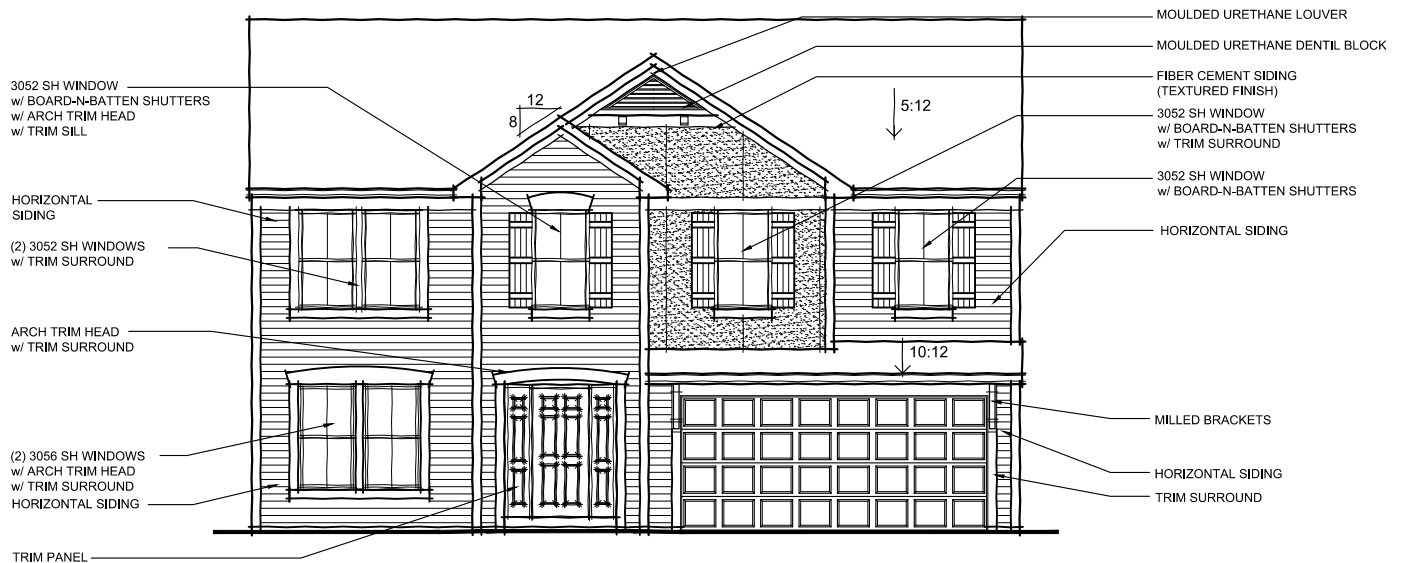 3052 SH WINDOW
w/ BOARD-N-BATTEN SHUTTERS
w/ ARCH TRIM HEAD
w/ TRIM SILL
HORIZONTAL
SIDING
(2) 3052 SH WINDOWS
w/ TRIM SURROUND
ARCH TRIM HEAD
w/ TRIM SURROUND
(2) 3056 SH WINDOWS
w/ ARCH TRIM HEAD
w/ TRIM SURROUND
HORIZONTAL SIDING
TRIM PANEL
12
8
5:12
10:12
MOULDED URETHANE LOUVER
MOULDED URETHANE DENTIL BLOCK
FIBER CEMENT SIDING
(TEXTURED FINISH)
3052 SH WINDOW
w/ BOARD-N-BATTEN SHUTTERS
w/ TRIM SURROUND
3052 SH WINDOW
w/ BOARD-N-BATTEN SHUTTERS
HORIZONTAL SIDING
MILLED BRACKETS
HORIZONTAL SIDING
TRIM SURROUND